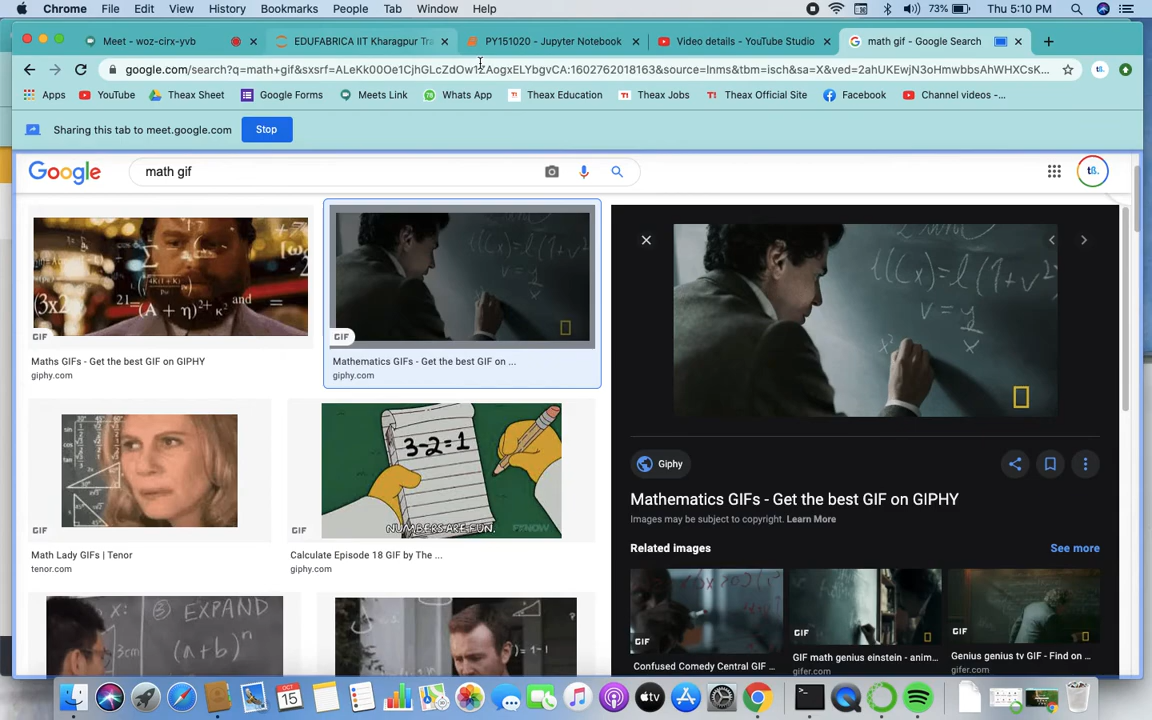 Chrome File Edit View History Bookmarks People Tab Window Help 73% Thu 5:10 PM
Meet - woz-cirx-yvb EDUFABRICA IIT Kharagpur Tra PY151020 - Jupyter Notebook Video details - YouTube Studio math gif - Google Search
Apps YouTube Theax Sheet Google Forms Meets Link Whats App Theax Education Theax Jobs Theax Official Site Facebook Channel videos -...
Sharing this tab to meet.google.com Stop
Google math gif tß.
GIF
Maths GIFs - Get the best GIF on GIPHY
giphy.com
GIF
Mathematics GIFs - Get the best GIF on ...
giphy.com
GIF
Math Lady GIFs | Tenor
tenor.com
3-2=1
NUMBERS ARE FUN.
GIF
Calculate Episode 18 GIF by The ...
giphy.com
EXPAND
(a+b)ⁿ
Giphy
Mathematics GIFs - Get the best GIF on GIPHY
Images may be subject to copyright. Learn More
Related images See more
GIF
Confused Comedy Central GIF ...
GIF
GIF math genius einstein - anim...
gifer.com
GIF
Genius genius tv GIF - Find on ...
gifer.com
OCT
15